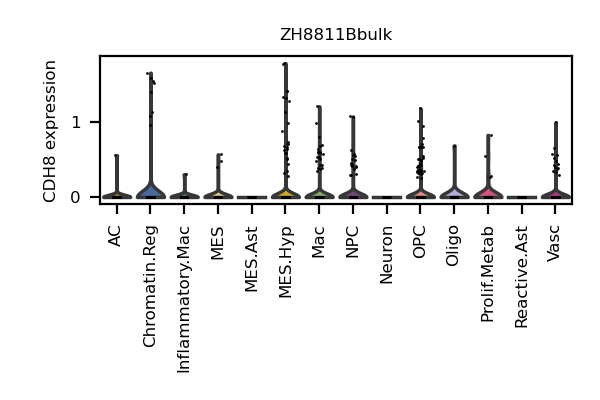 ZH8811Bbulk
CDH8 expression
1
0
AC
Chromatin.Reg
Inflammatory.Mac
MES
MES.Ast
MES.Hyp
Mac
NPC
Neuron
OPC
Oligo
Prolif.Metab
Reactive.Ast
Vasc